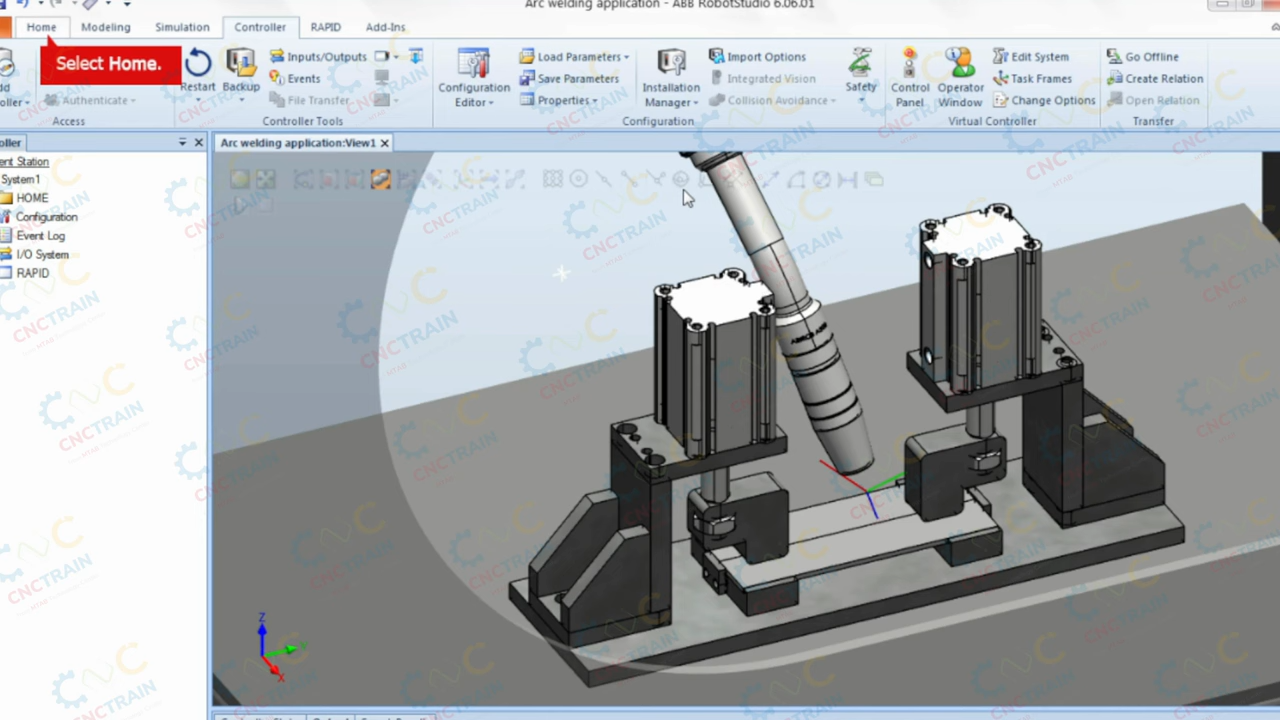 Arc welding application - ABB RobotStudio 6.06.01
Home Modeling Simulation Controller RAPID Add-Ins
Select Home.
Inputs/Outputs
Events
File Transfer
Restart Backup
Authenticate
Access
Controller Tools
Configuration Editor
Load Parameters
Save Parameters
Properties
Installation Manager
Import Options
Integrated Vision
Collision Avoidance
Configuration
Safety
Control Panel
Operator Window
Edit System
Task Frames
Change Options
Virtual Controller
Go Offline
Create Relation
Open Relation
Transfer
Arc welding application:View1
System1
HOME
Configuration
Event Log
I/O System
RAPID
Z
X
CNCTRAIN